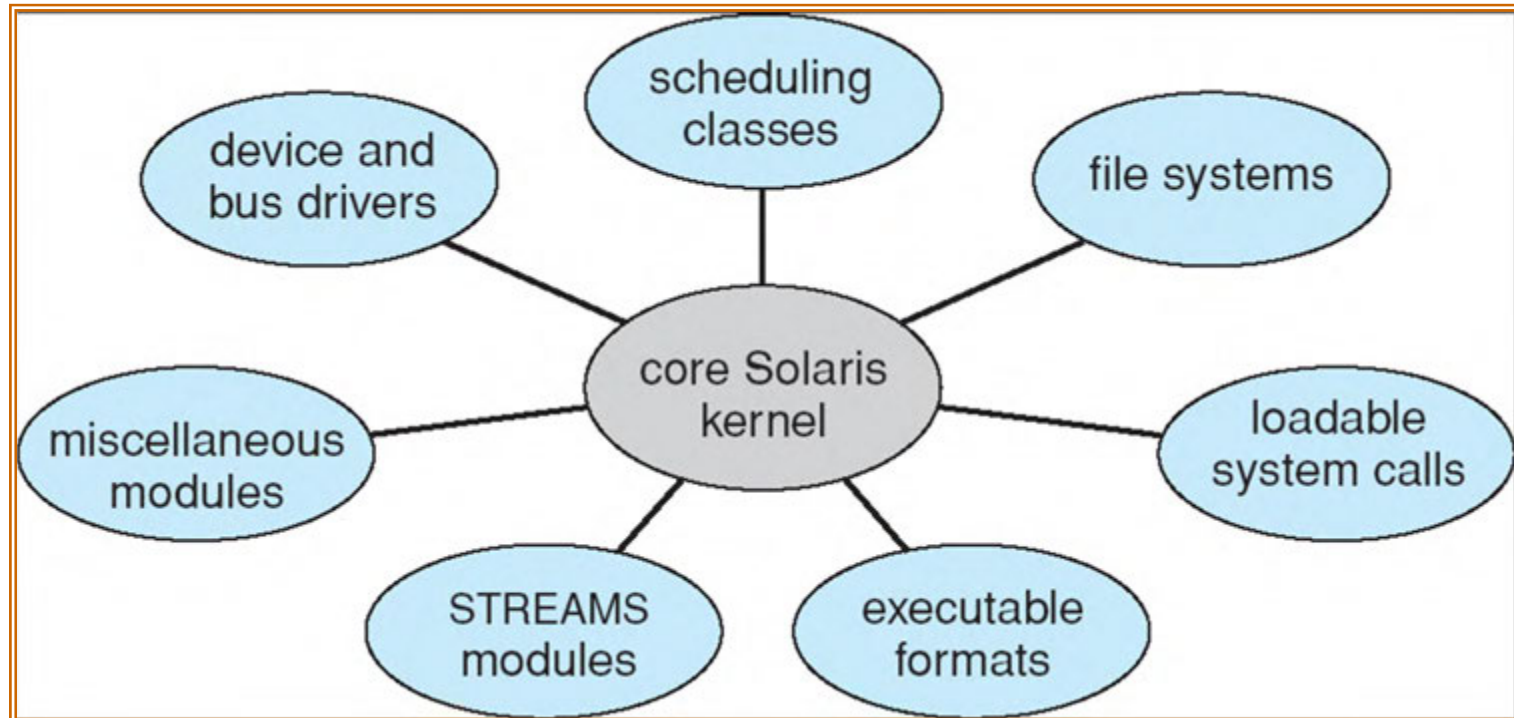 scheduling
classes
device and
bus drivers
file systems
core Solaris
kernel
miscellaneous
modules
loadable
system calls
STREAMS
modules
executable
formats